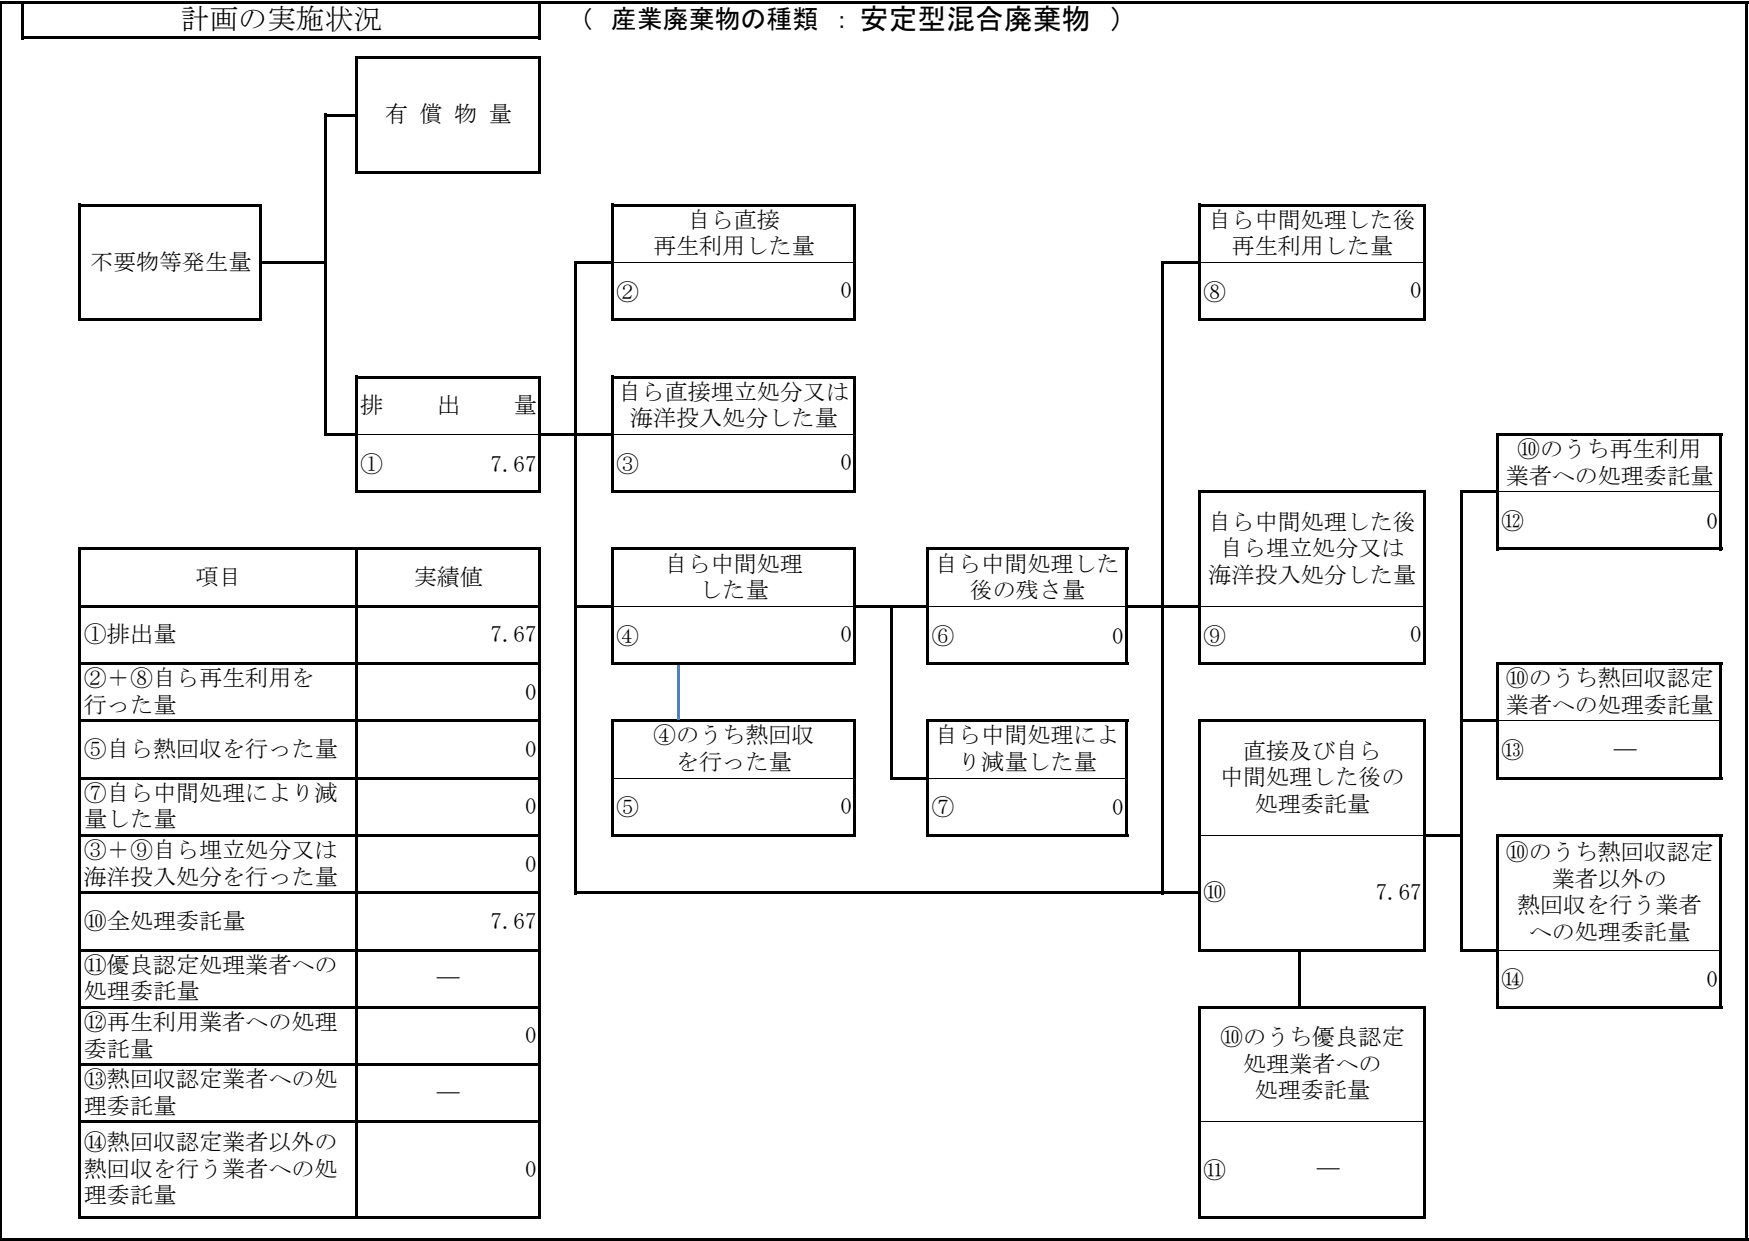 計画の実施状況
（ 産業廃棄物の種類 ： 安定型混合廃棄物 ）
有 償 物 量
不要物等発生量
排 出 量
① 7.67
自ら直接
再生利用した量
② 0
自ら直接埋立処分又は
海洋投入処分した量
③ 0
自ら中間処理
した量
④ 0
④のうち熱回収
を行った量
⑤ 0
自ら中間処理した
後の残さ量
⑥ 0
自ら中間処理によ
り減量した量
⑦ 0
自ら中間処理した後
再生利用した量
⑧ 0
自ら中間処理した後
自ら埋立処分又は
海洋投入処分した量
⑨ 0
直接及び自ら
中間処理した後の
処理委託量
⑩ 7.67
⑩のうち優良認定
処理業者への
処理委託量
⑪ ―
⑩のうち再生利用
業者への処理委託量
⑫ 0
⑩のうち熱回収認定
業者への処理委託量
⑬ ―
⑩のうち熱回収認定
業者以外の
熱回収を行う業者
への処理委託量
⑭ 0
項目 実績値
①排出量 7.67
②＋⑧自ら再生利用を
行った量 0
⑤自ら熱回収を行った量 0
⑦自ら中間処理により減
量した量 0
③＋⑨自ら埋立処分又は
海洋投入処分を行った量 0
⑩全処理委託量 7.67
⑪優良認定処理業者への
処理委託量 ―
⑫再生利用業者への処理
委託量 0
⑬熱回収認定業者への処
理委託量 ―
⑭熱回収認定業者以外の
熱回収を行う業者への処
理委託量 0